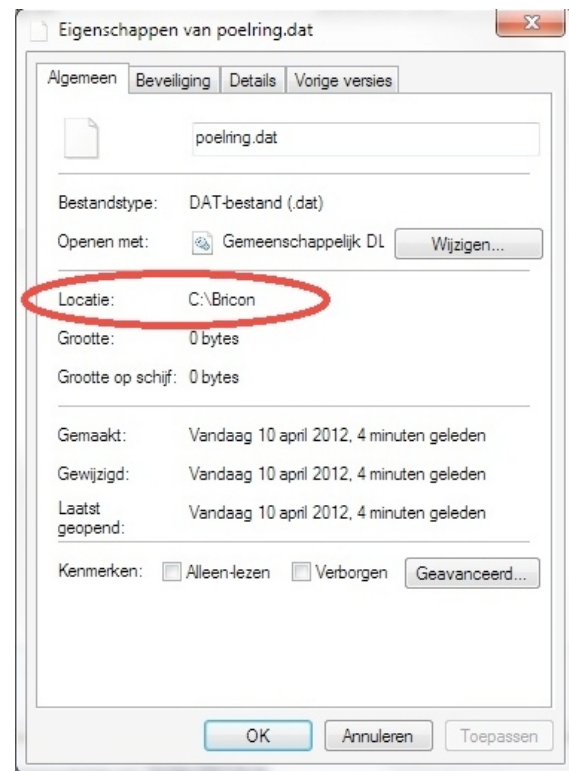 Eigenschappen van poelring.dat
Algemeen Beveiliging Details Vorige versies
poelring.dat
Bestandstype: DAT-bestand (.dat)
Openen met: Gemeenschappelijk DL Wijzigen...
Locatie: C:\Bricon
Grootte: 0 bytes
Grootte op schijf: 0 bytes
Gemaakt: Vandaag 10 april 2012, 4 minuten geleden
Gewijzigd: Vandaag 10 april 2012, 4 minuten geleden
Laatst geopend: Vandaag 10 april 2012, 4 minuten geleden
Kenmerken: Alleen-lezen Verborgen Geavanceerd...
OK Annuleren Toepassen